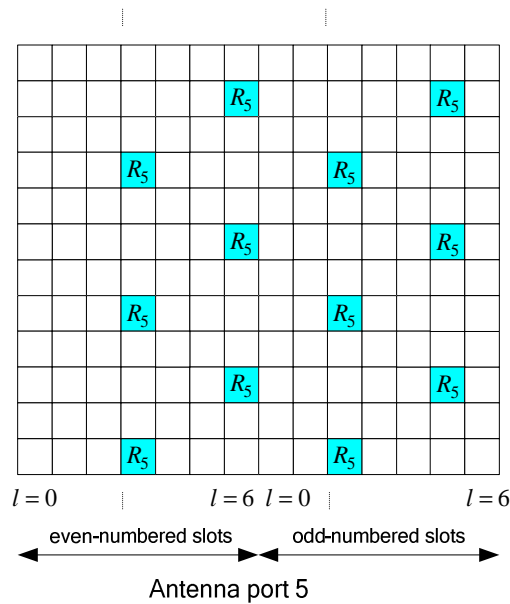 R5 R5
R5 R5
R5 R5
R5 R5
R5 R5
R5 R5
l = 0 l = 6 l = 0 l = 6
even-numbered slots odd-numbered slots
Antenna port 5